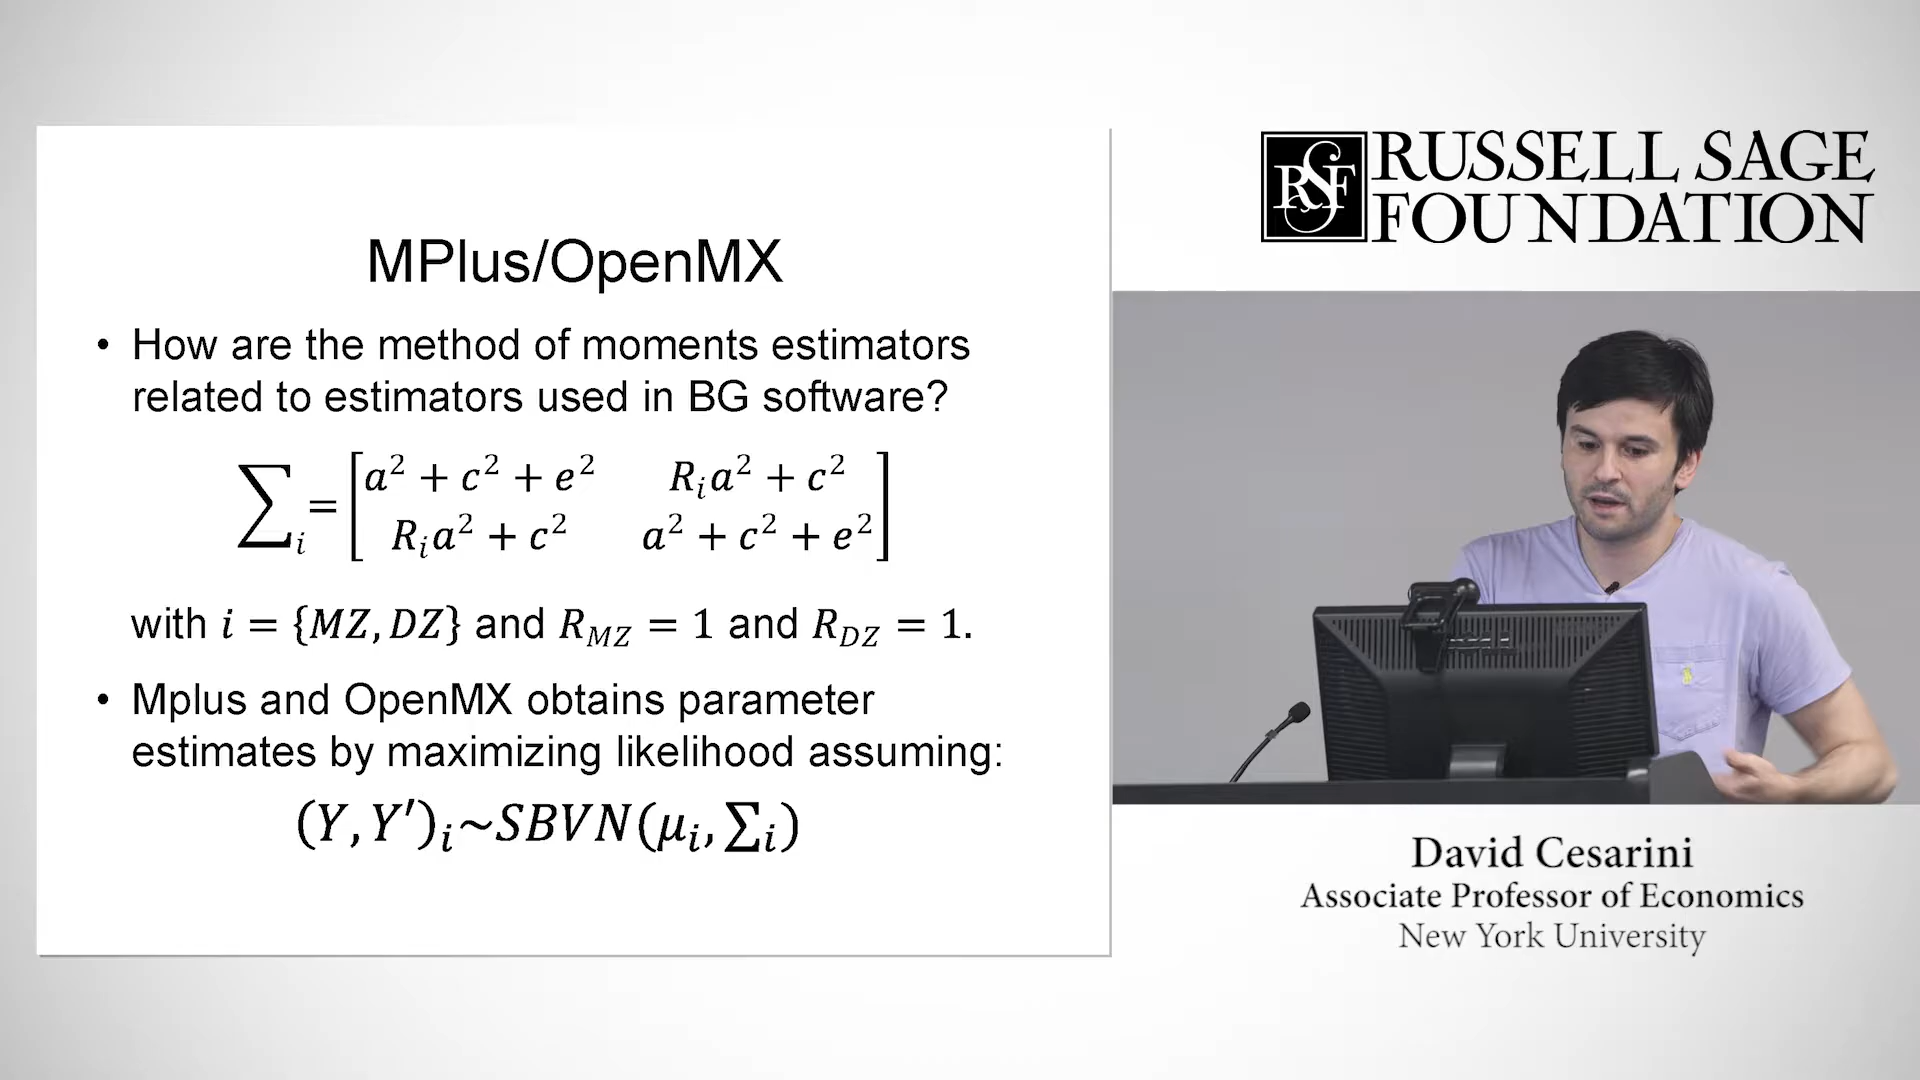 MPlus/OpenMX
• How are the method of moments estimators
related to estimators used in BG software?
∑ᵢ = [ a² + c² + e²   Rᵢa² + c²
Rᵢa² + c²   a² + c² + e² ]
with i = {MZ, DZ} and R_MZ = 1 and R_DZ = 1.
• Mplus and OpenMX obtains parameter
estimates by maximizing likelihood assuming:
(Y, Y′)ᵢ~SBVN(μᵢ, ∑ᵢ)
RSF
RUSSELL SAGE
FOUNDATION
David Cesarini
Associate Professor of Economics
New York University